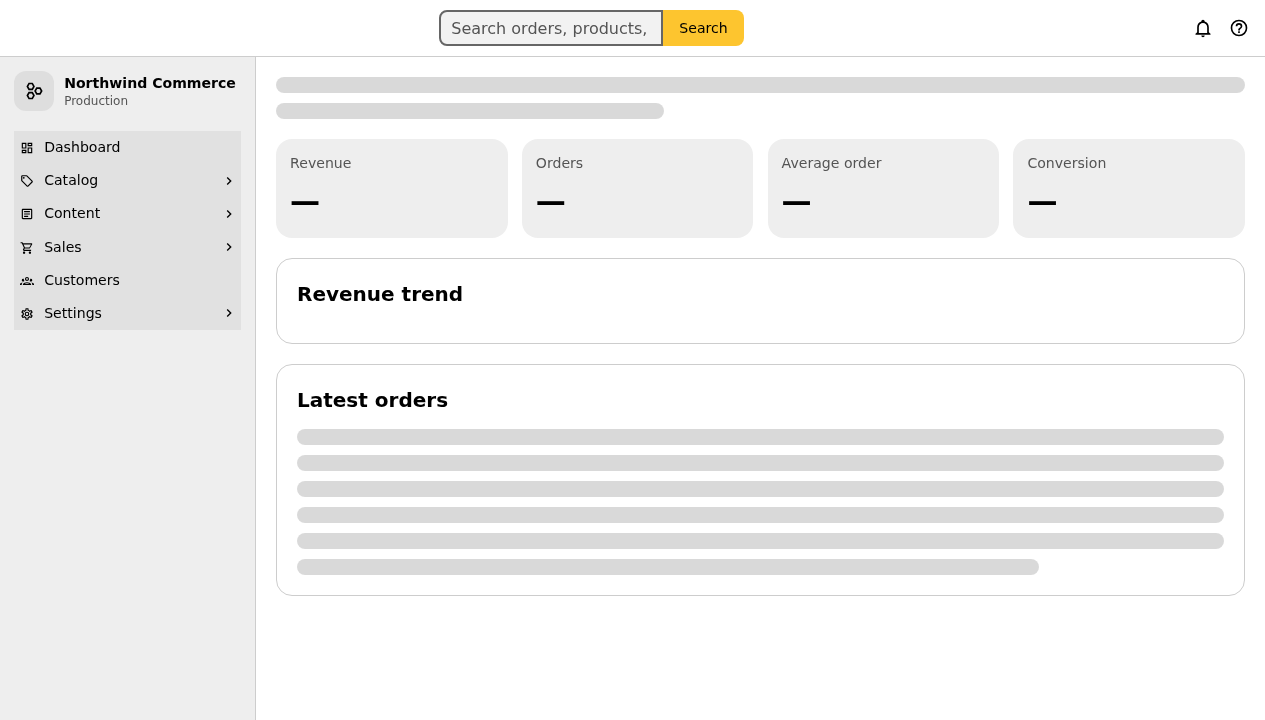 Search orders, products,
Search
Northwind Commerce
Production
Dashboard
Catalog
Content
Sales
Customers
Settings
Revenue
—
Orders
—
Average order
—
Conversion
—
Revenue trend
Latest orders